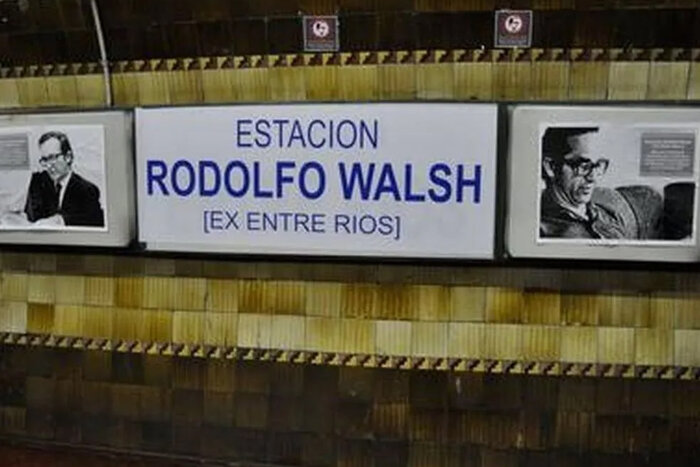 ESTACION
RODOLFO WALSH
[EX ENTRE RIOS]